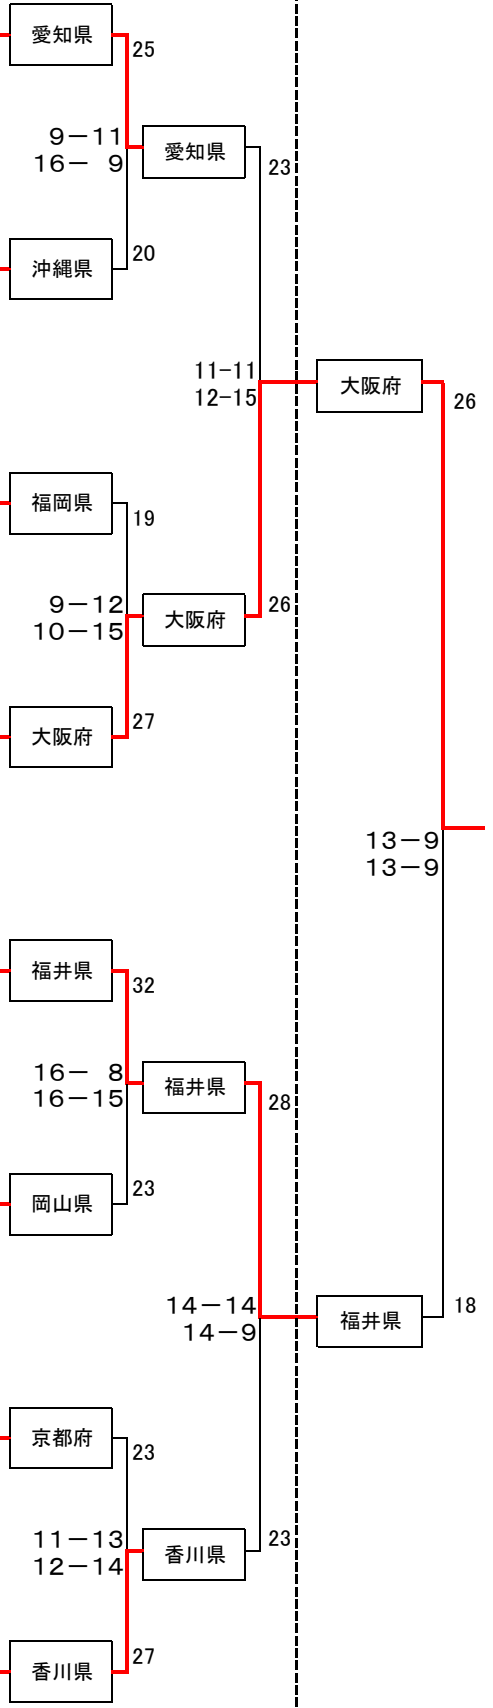 愛知県
25
9－11
16－ 9
愛知県
23
沖縄県
20
11-11
12-15
大阪府
26
福岡県
19
9－12
10－15
大阪府
26
大阪府
27
13－9
13－9
福井県
32
16－ 8
16－15
福井県
28
岡山県
23
14－14
14－9
福井県
18
京都府
23
11－13
12－14
香川県
23
香川県
27